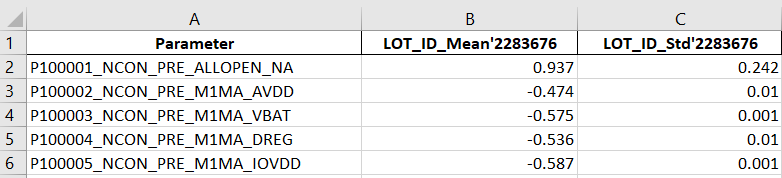 A B C
1 Parameter LOT_ID_Mean'2283676 LOT_ID_Std'2283676
2 P100001_NCON_PRE_ALLOPEN_NA 0.937 0.242
3 P100002_NCON_PRE_M1MA_AVDD -0.474 0.01
4 P100003_NCON_PRE_M1MA_VBAT -0.575 0.001
5 P100004_NCON_PRE_M1MA_DREG -0.536 0.01
6 P100005_NCON_PRE_M1MA_IOVDD -0.587 0.001